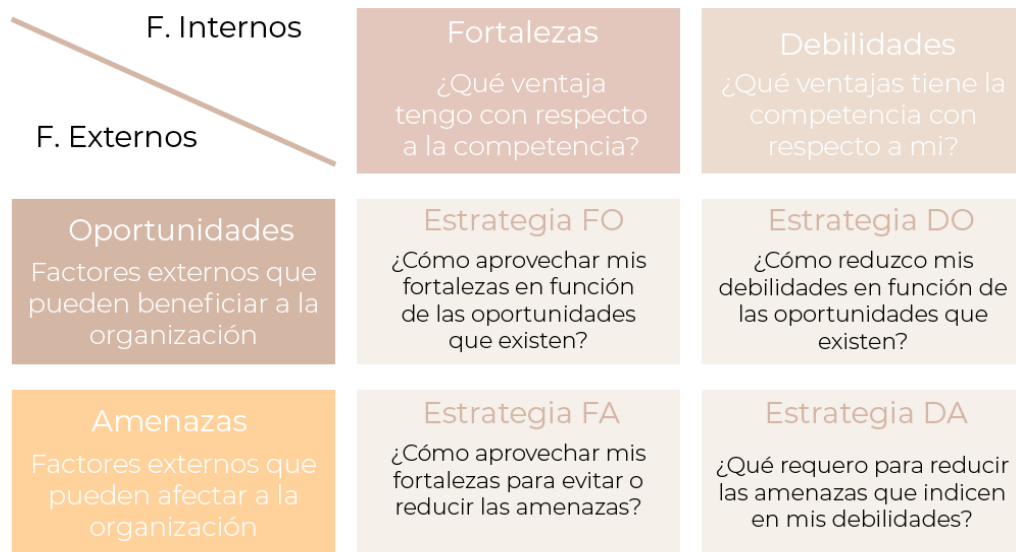 F. Internos
F. Externos
Fortalezas
¿Qué ventaja
tengo con respecto
a la competencia?
Debilidades
¿Qué ventajas tiene la
competencia con
respecto a mi?
Oportunidades
Factores externos que
pueden beneficiar a la
organización
Estrategia FO
¿Cómo aprovechar mis
fortalezas en función
de las oportunidades
que existen?
Estrategia DO
¿Cómo reduzco mis
debilidades en función de
las oportunidades que
existen?
Amenazas
Factores externos que
pueden afectar a la
organización
Estrategia FA
¿Cómo aprovechar mis
fortalezas para evitar o
reducir las amenazas?
Estrategia DA
¿Qué requero para reducir
las amenazas que indicen
en mis debilidades?